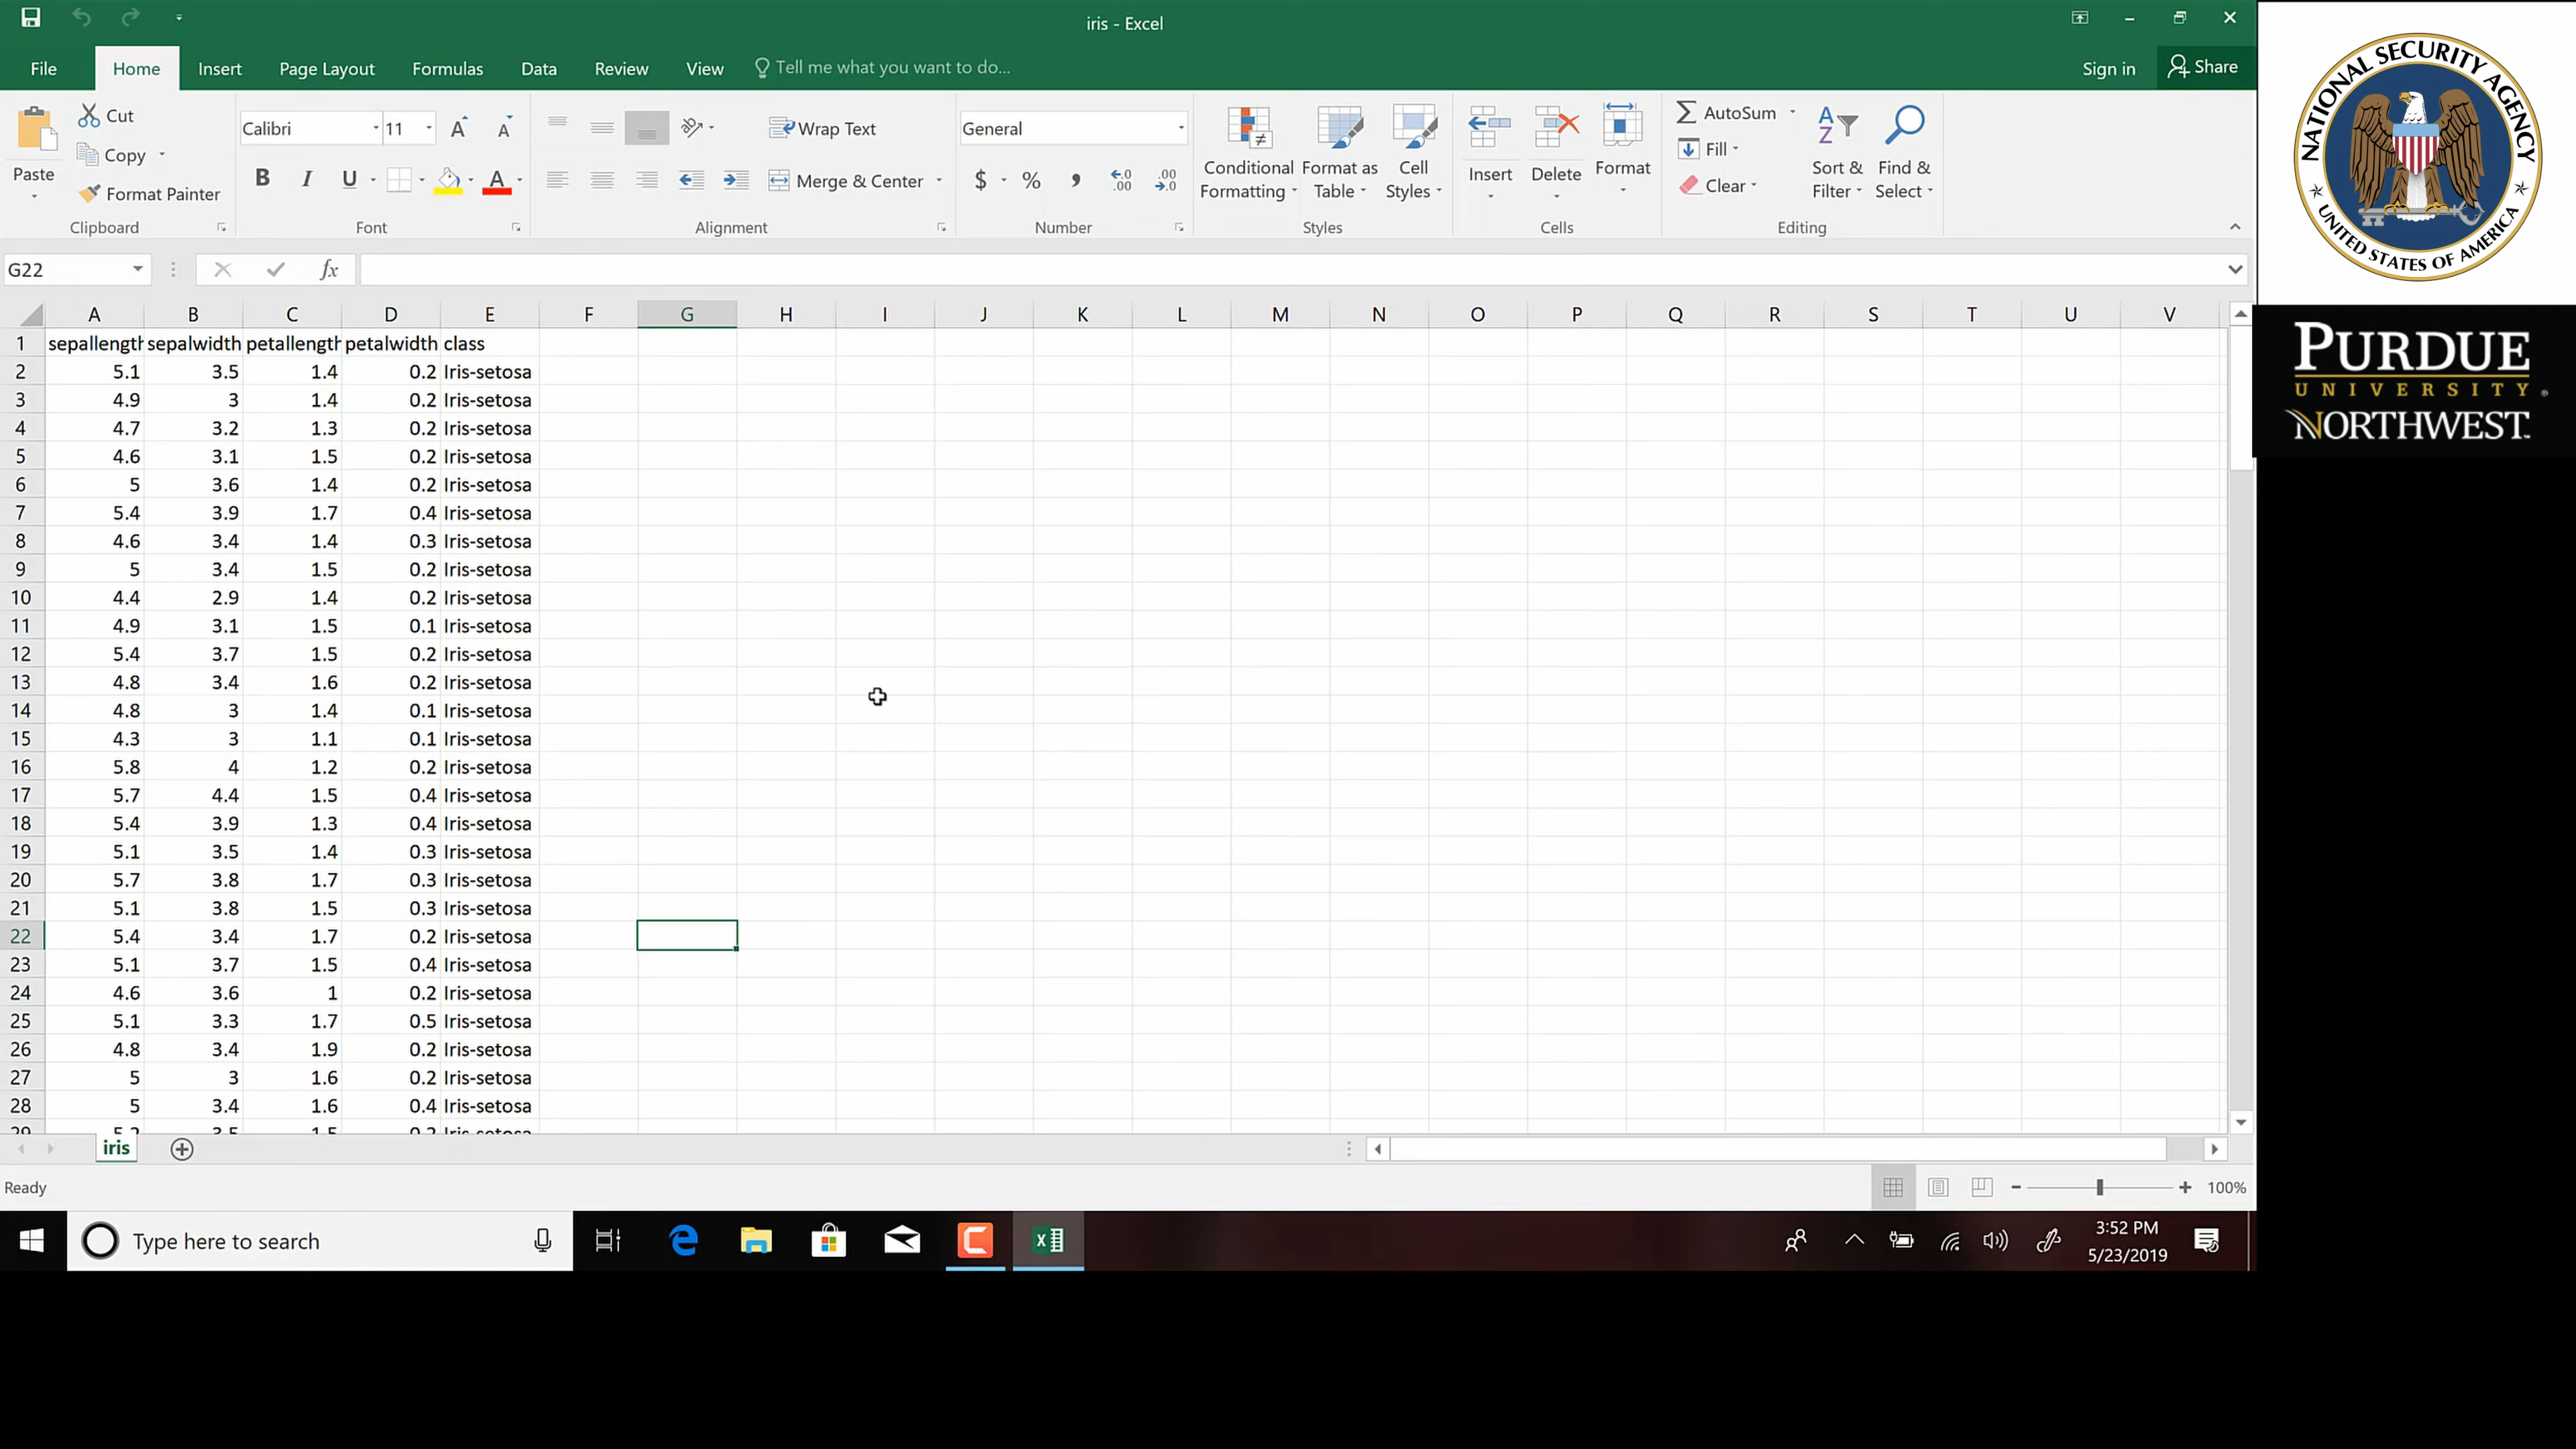 iris - Excel
File Home Insert Page Layout Formulas Data Review View Tell me what you want to do... Sign in Share
Paste
Cut
Copy
Format Painter
Clipboard
Calibri 11
B I U
Font
Wrap Text
Merge & Center
Alignment
General
$ % ,
Number
Conditional
Formatting
Format as
Table
Cell
Styles
Styles
Insert
Delete
Format
Cells
AutoSum
Fill
Clear
Sort &
Filter
Find &
Select
Editing
G22 fx
A B C D E F G H I J K L M N O P Q R S T U V
1 sepallength sepalwidth petallength petalwidth class
2 5.1 3.5 1.4 0.2 Iris-setosa
3 4.9 3 1.4 0.2 Iris-setosa
4 4.7 3.2 1.3 0.2 Iris-setosa
5 4.6 3.1 1.5 0.2 Iris-setosa
6 5 3.6 1.4 0.2 Iris-setosa
7 5.4 3.9 1.7 0.4 Iris-setosa
8 4.6 3.4 1.4 0.3 Iris-setosa
9 5 3.4 1.5 0.2 Iris-setosa
10 4.4 2.9 1.4 0.2 Iris-setosa
11 4.9 3.1 1.5 0.1 Iris-setosa
12 5.4 3.7 1.5 0.2 Iris-setosa
13 4.8 3.4 1.6 0.2 Iris-setosa
14 4.8 3 1.4 0.1 Iris-setosa
15 4.3 3 1.1 0.1 Iris-setosa
16 5.8 4 1.2 0.2 Iris-setosa
17 5.7 4.4 1.5 0.4 Iris-setosa
18 5.4 3.9 1.3 0.4 Iris-setosa
19 5.1 3.5 1.4 0.3 Iris-setosa
20 5.7 3.8 1.7 0.3 Iris-setosa
21 5.1 3.8 1.5 0.3 Iris-setosa
22 5.4 3.4 1.7 0.2 Iris-setosa
23 5.1 3.7 1.5 0.4 Iris-setosa
24 4.6 3.6 1 0.2 Iris-setosa
25 5.1 3.3 1.7 0.5 Iris-setosa
26 4.8 3.4 1.9 0.2 Iris-setosa
27 5 3 1.6 0.2 Iris-setosa
28 5 3.4 1.6 0.4 Iris-setosa
29 5.2 3.5 1.5 0.2 Iris-setosa
iris
Ready
100%
Type here to search
3:52 PM
5/23/2019
NATIONAL SECURITY AGENCY
UNITED STATES OF AMERICA
PURDUE
UNIVERSITY
NORTHWEST